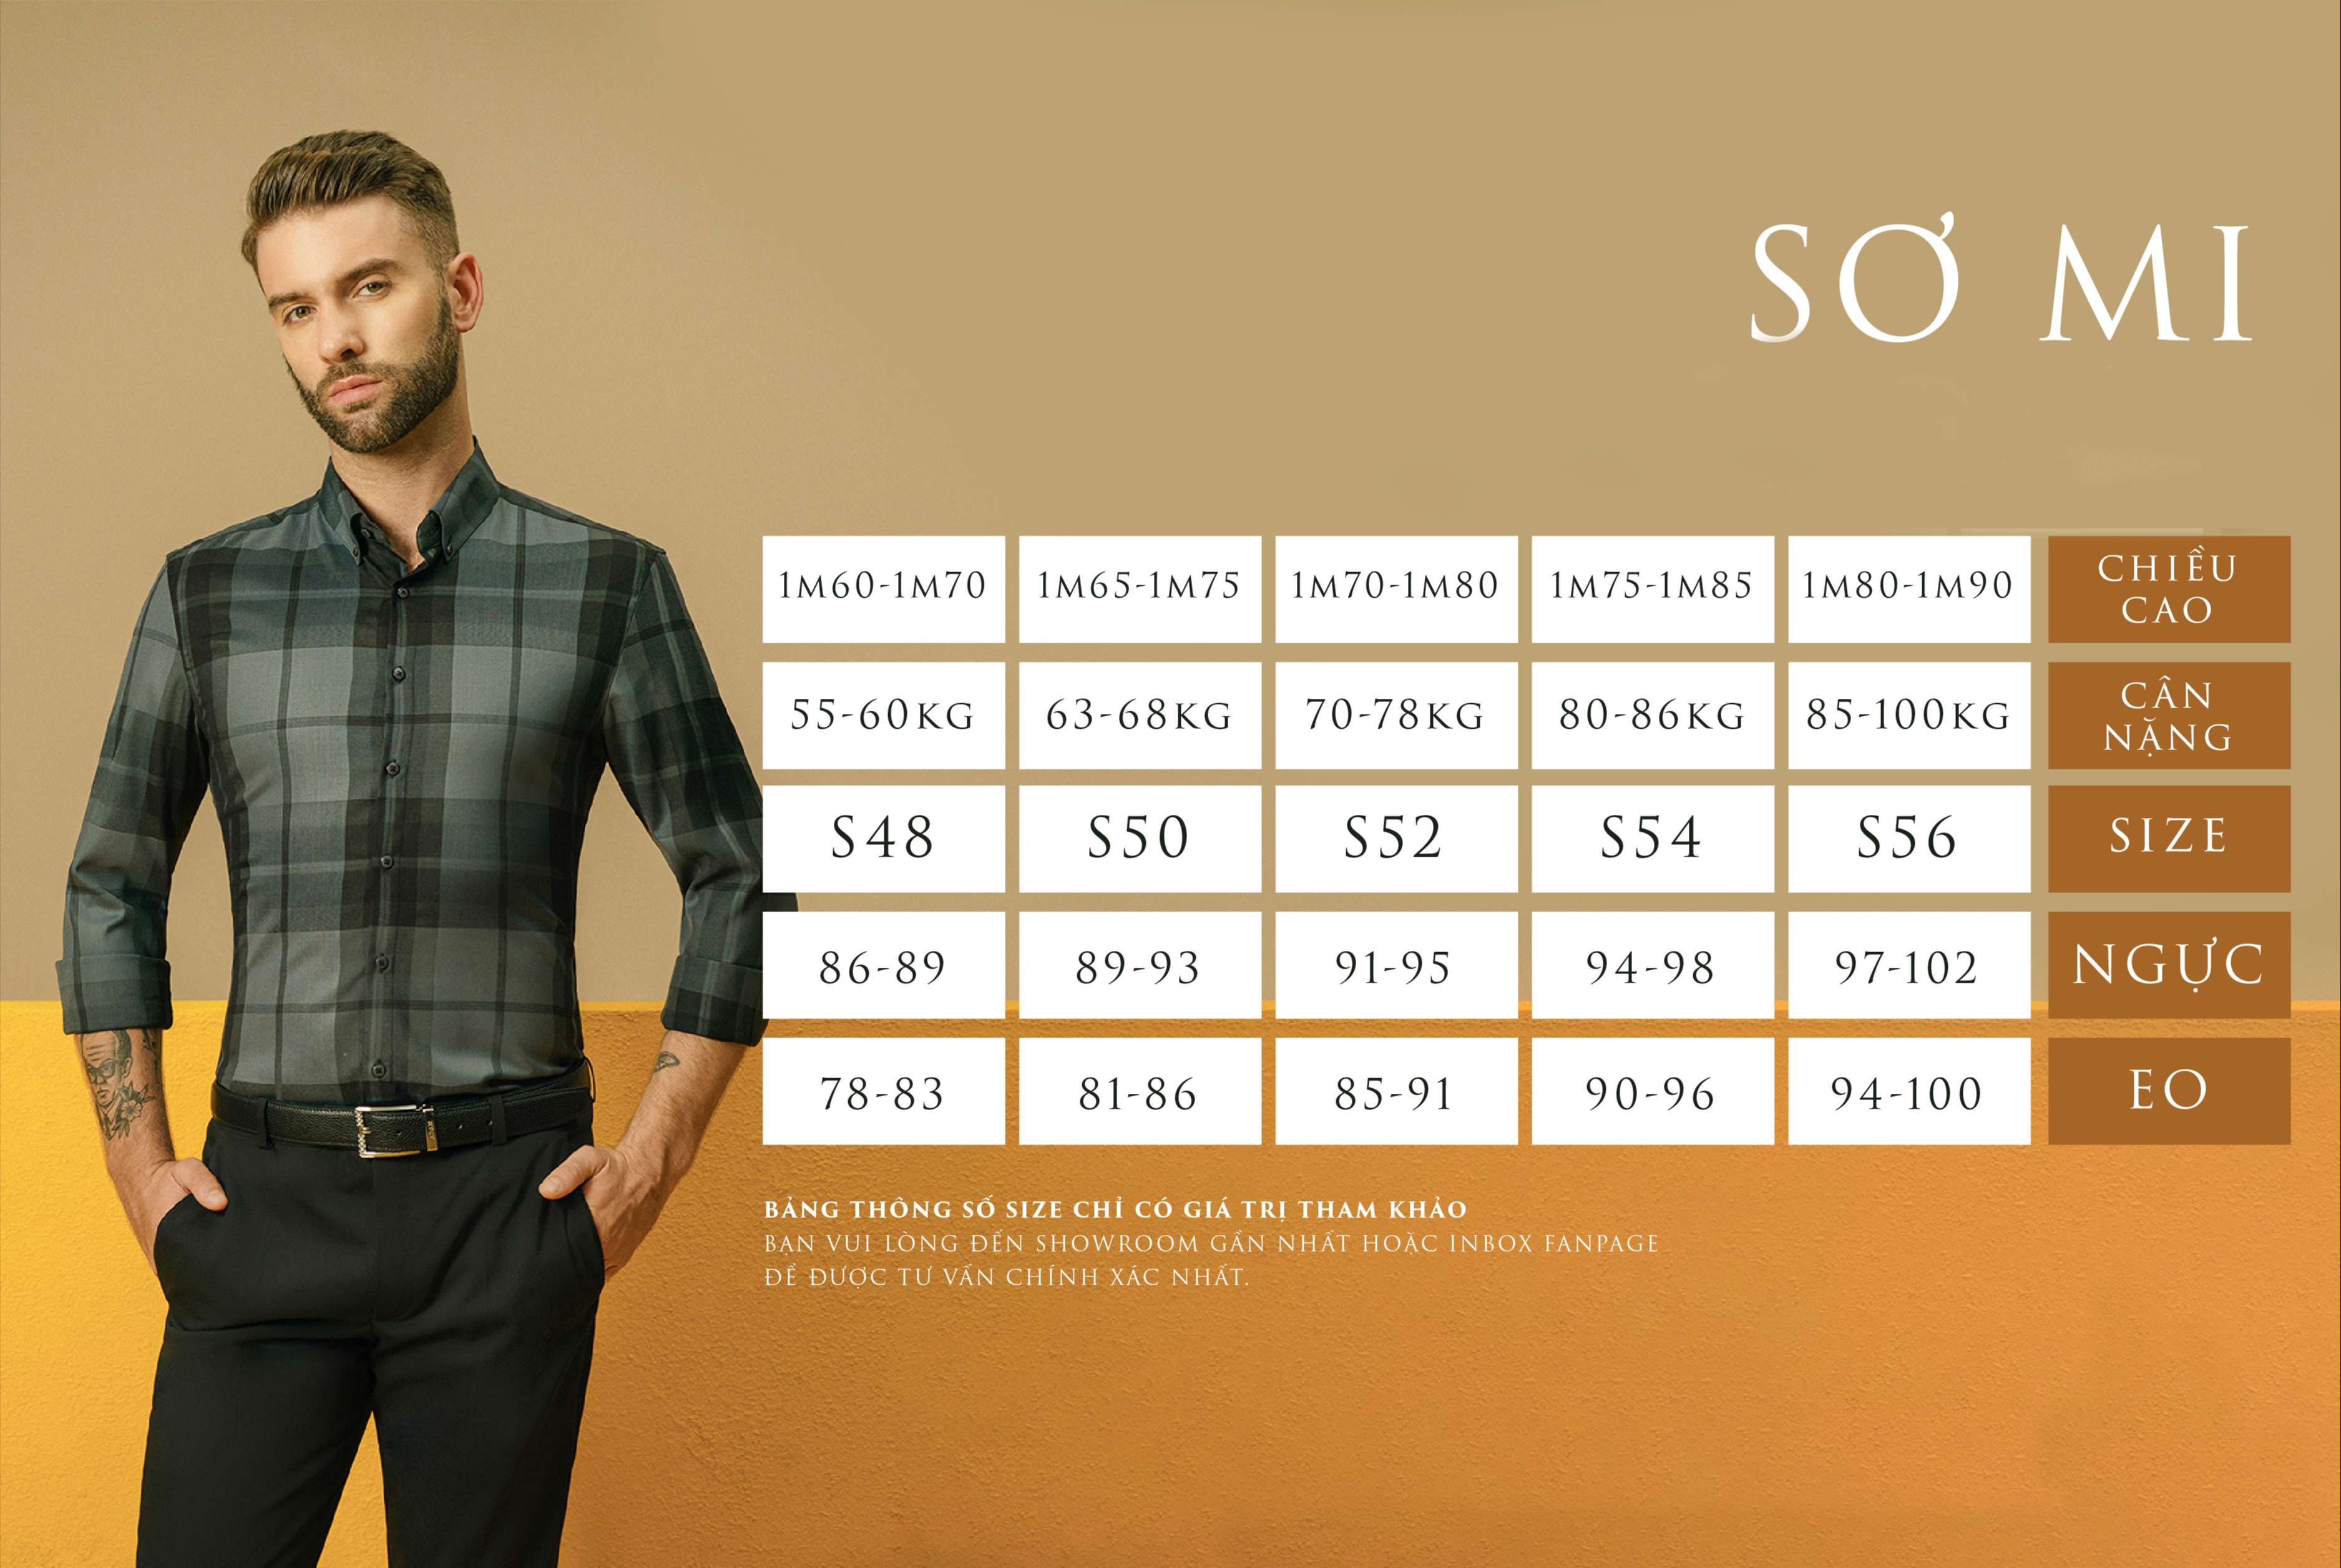 SƠ MI
1M60-1M70 1M65-1M75 1M70-1M80 1M75-1M85 1M80-1M90 CHIỀU
CAO
55-60KG 63-68KG 70-78KG 80-86KG 85-100KG CÂN
NẶNG
S48 S50 S52 S54 S56 SIZE
86-89 89-93 91-95 94-98 97-102 NGỰC
78-83 81-86 85-91 90-96 94-100 EO
BẢNG THÔNG SỐ SIZE CHỈ CÓ GIÁ TRỊ THAM KHẢO
BẠN VUI LÒNG ĐẾN SHOWROOM GẦN NHẤT HOẶC INBOX FANPAGE
ĐỂ ĐƯỢC TƯ VẤN CHÍNH XÁC NHẤT.